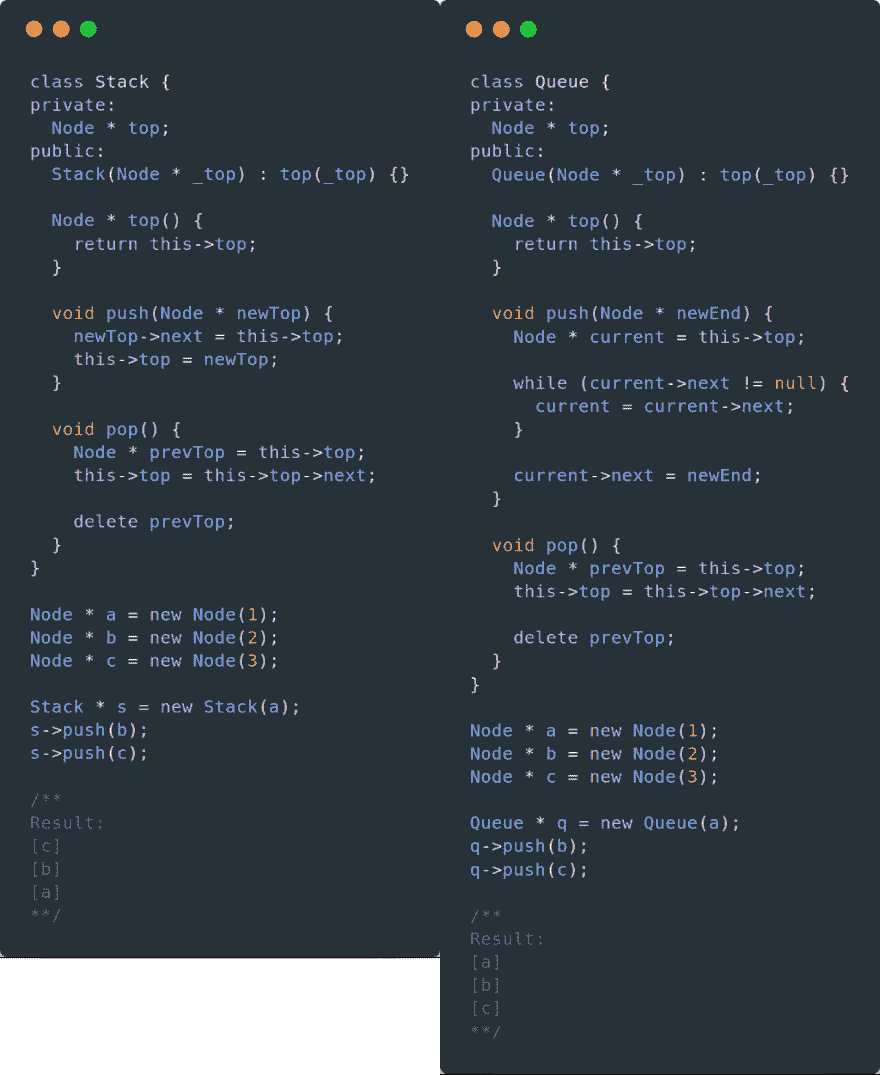 class Stack {
private:
  Node * top;
public:
  Stack(Node * _top) : top(_top) {}

  Node * top() {
    return this->top;
  }

  void push(Node * newTop) {
    newTop->next = this->top;
    this->top = newTop;
  }

  void pop() {
    Node * prevTop = this->top;
    this->top = this->top->next;

    delete prevTop;
  }
}

Node * a = new Node(1);
Node * b = new Node(2);
Node * c = new Node(3);

Stack * s = new Stack(a);
s->push(b);
s->push(c);

/**
Result:
[c]
[b]
[a]
**/

class Queue {
private:
  Node * top;
public:
  Queue(Node * _top) : top(_top) {}

  Node * top() {
    return this->top;
  }

  void push(Node * newEnd) {
    Node * current = this->top;

    while (current->next != null) {
      current = current->next;
    }

    current->next = newEnd;
  }

  void pop() {
    Node * prevTop = this->top;
    this->top = this->top->next;

    delete prevTop;
  }
}

Node * a = new Node(1);
Node * b = new Node(2);
Node * c = new Node(3);

Queue * q = new Queue(a);
q->push(b);
q->push(c);

/**
Result:
[a]
[b]
[c]
**/